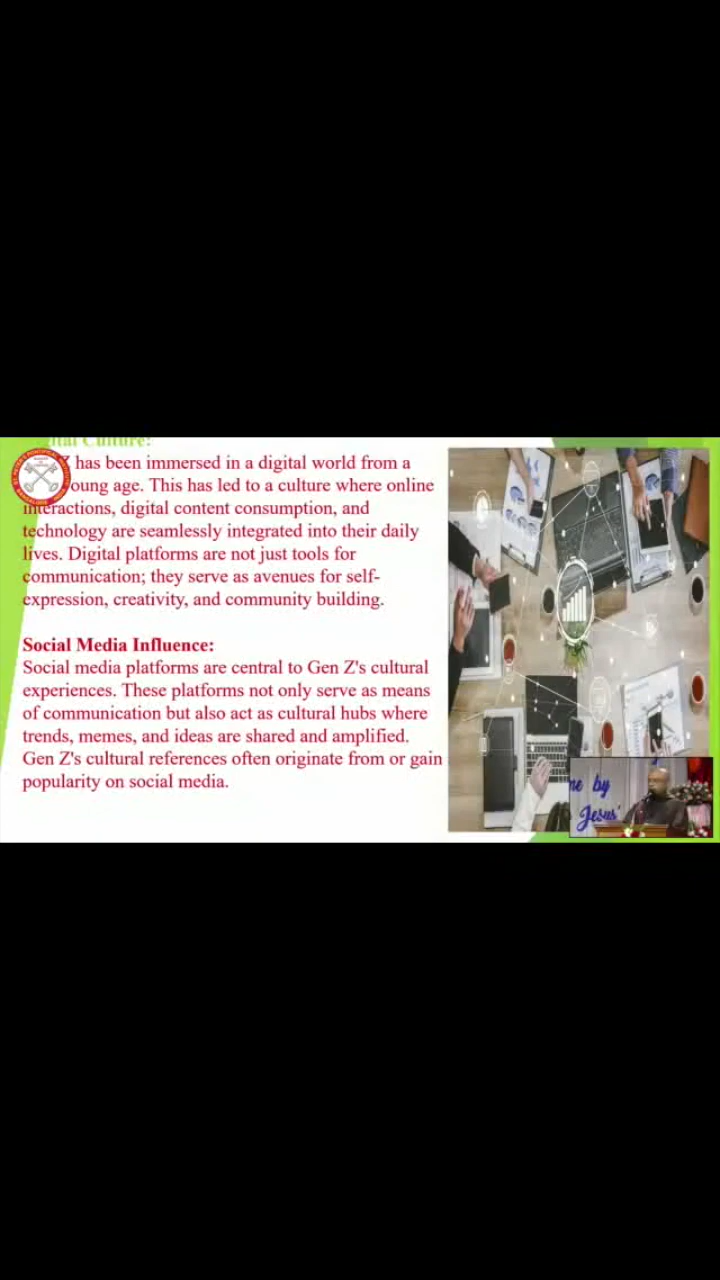 Culture:
Z has been immersed in a digital world from a
oung age. This has led to a culture where online
interactions, digital content consumption, and
technology are seamlessly integrated into their daily
lives. Digital platforms are not just tools for
communication; they serve as avenues for self-
expression, creativity, and community building.
Social Media Influence:
Social media platforms are central to Gen Z's cultural
experiences. These platforms not only serve as means
of communication but also act as cultural hubs where
trends, memes, and ideas are shared and amplified.
Gen Z's cultural references often originate from or gain
popularity on social media.
me by
Jesus'